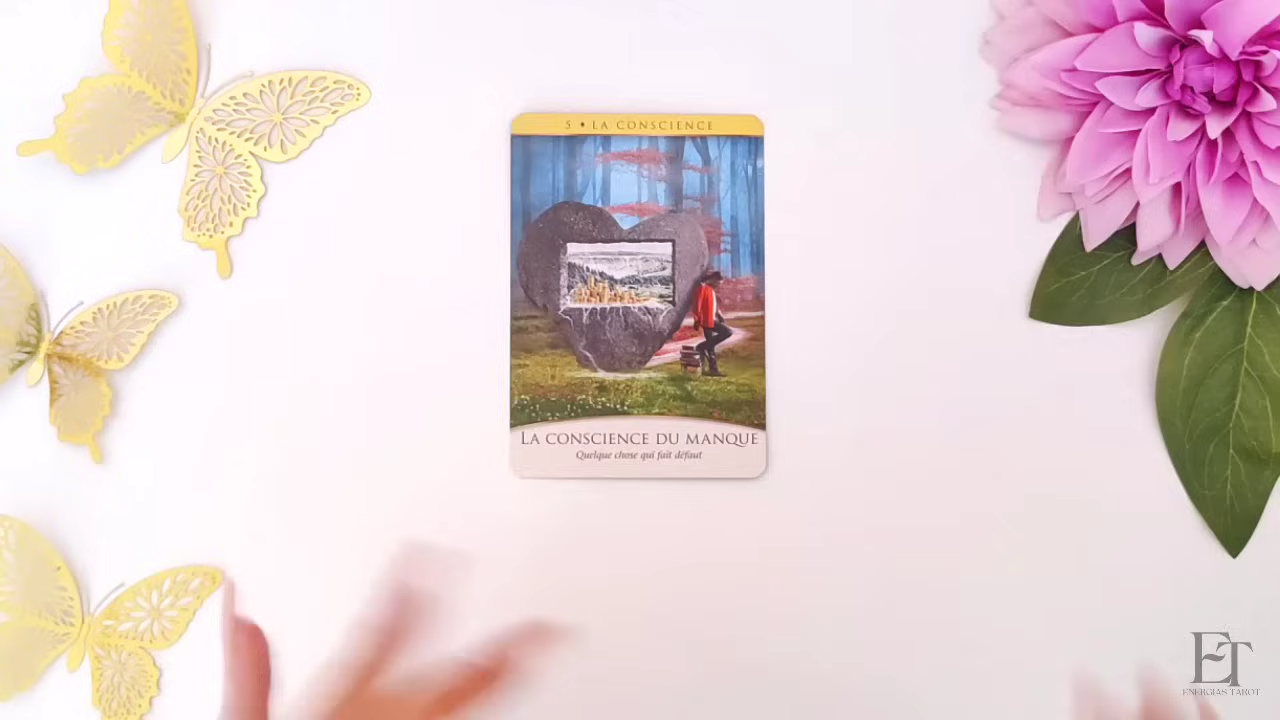 5 • LA CONSCIENCE
LA CONSCIENCE DU MANQUE
Quelque chose qui fait défaut
ET
ENERGIAS TAROT